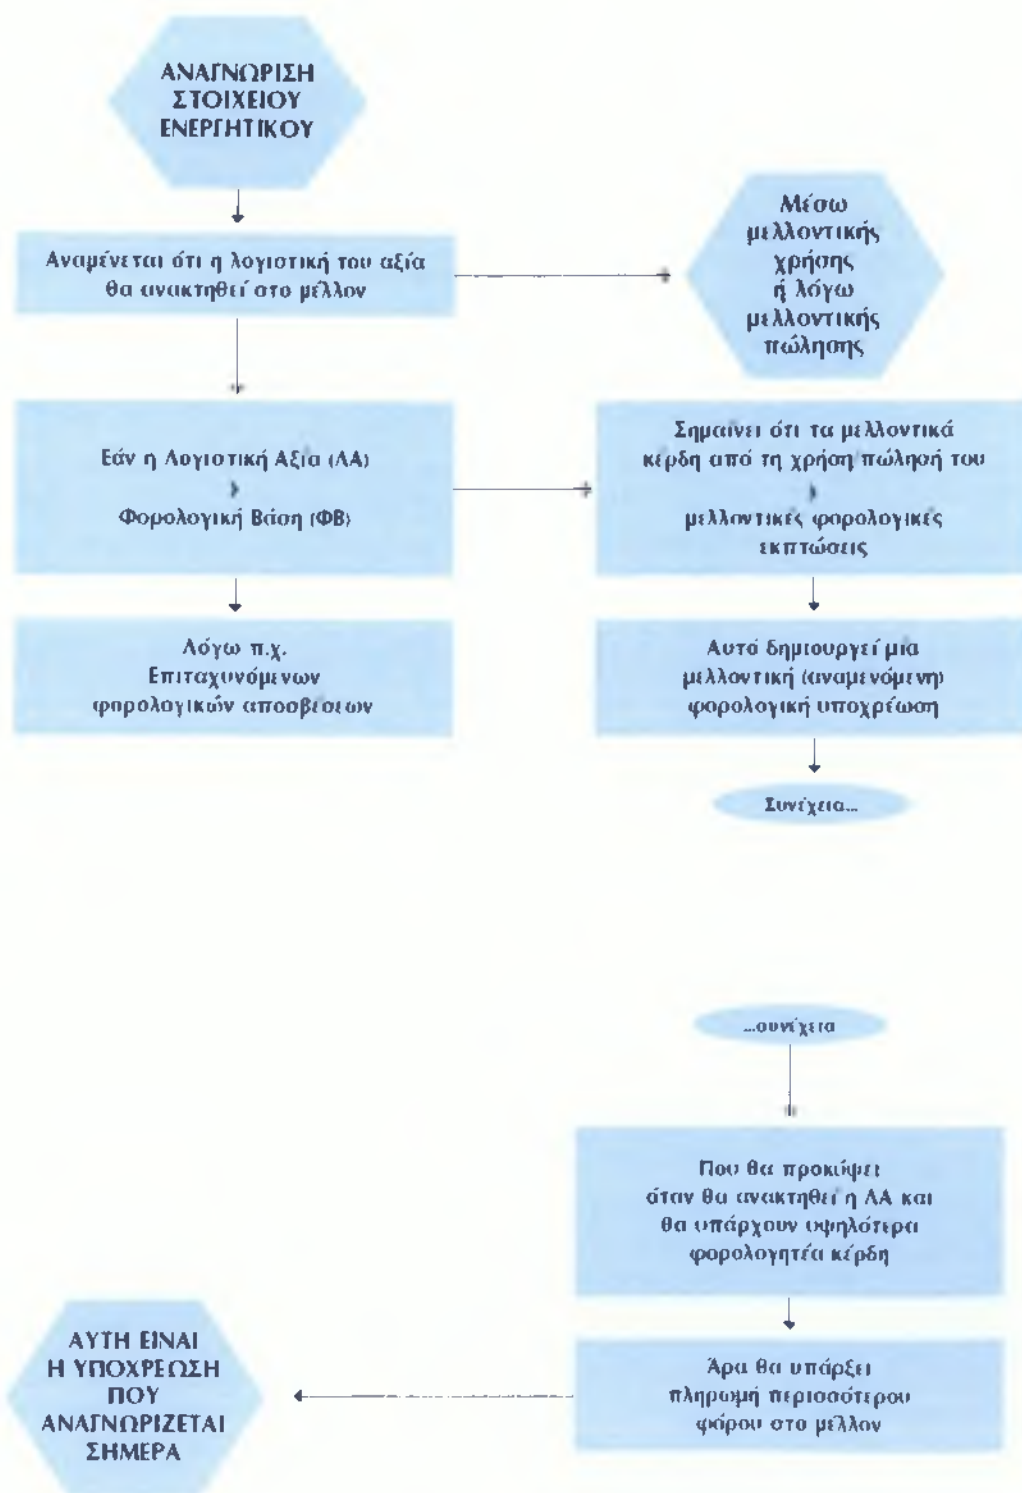 ΑΝΑΓΝΩΡΙΣΗ
ΣΤΟΙΧΕΙΟΥ
ΕΝΕΡΓΗΤΙΚΟΥ
Αναμένεται ότι η λογιστική του αξία
θα ανακτηθεί στο μέλλον
Μέσω
μελλοντικής
χρήσης
ή λόγω
μελλοντικής
πώλησης
Εάν η Λογιστική Αξία (ΛΑ)
>
Φορολογική Βάση (ΦΒ)
Σημαίνει ότι τα μελλοντικά
κέρδη από τη χρήση/πώλησή του
>
μελλοντικές φορολογικές
εκπτώσεις
Λόγω π.χ.
Επιταχυνόμενων
φορολογικών αποσβέσεων
Αυτό δημιουργεί μία
μελλοντική (αναμενόμενη)
φορολογική υποχρέωση
Συνέχεια...
...συνέχεια
Που θα προκύψει
όταν θα ανακτηθεί η ΛΑ και
θα υπάρχουν υψηλότερα
φορολογητέα κέρδη
Άρα θα υπάρξει
πληρωμή περισσότερου
φόρου στο μέλλον
ΑΥΤΗ ΕΙΝΑΙ
Η ΥΠΟΧΡΕΩΣΗ
ΠΟΥ
ΑΝΑΓΝΩΡΙΖΕΤΑΙ
ΣΗΜΕΡΑ